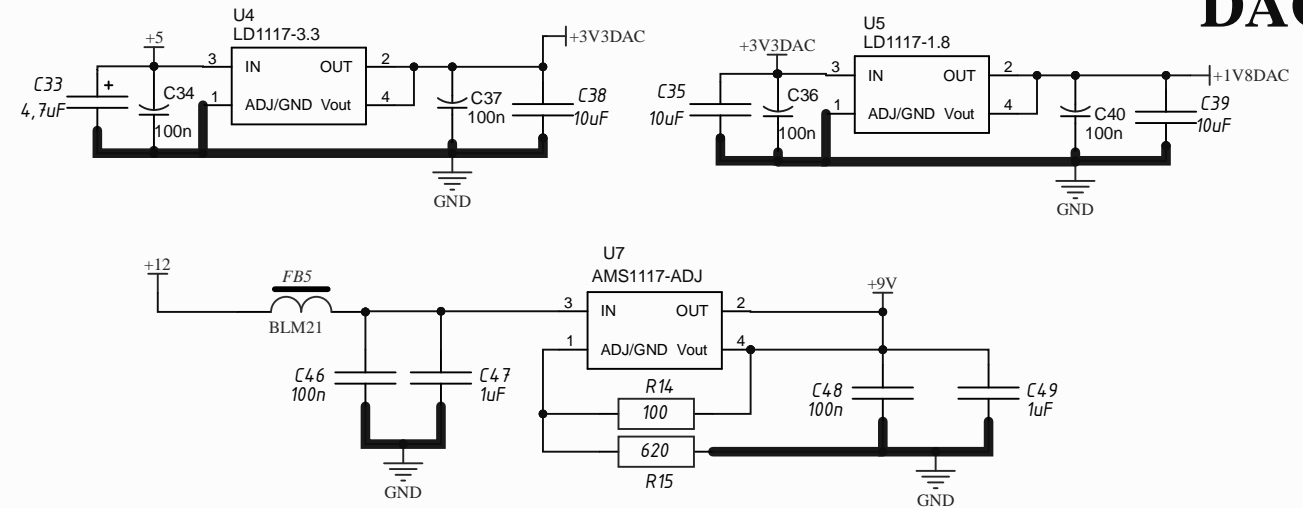 DAC
U4
LD1117-3.3
+5
3 IN OUT 2
1 ADJ/GND Vout 4
+3V3DAC
C33
+
4,7uF
C34
100n
C37
100n
C38
10uF
GND
U5
LD1117-1.8
+3V3DAC
3 IN OUT 2
1 ADJ/GND Vout 4
+1V8DAC
C35
10uF
C36
100n
C40
100n
C39
10uF
GND
U7
AMS1117-ADJ
+12
FB5
BLM21
3 IN OUT 2
1 ADJ/GND Vout 4
+9V
C46
100n
C47
1uF
R14
100
620
R15
C48
100n
C49
1uF
GND
GND